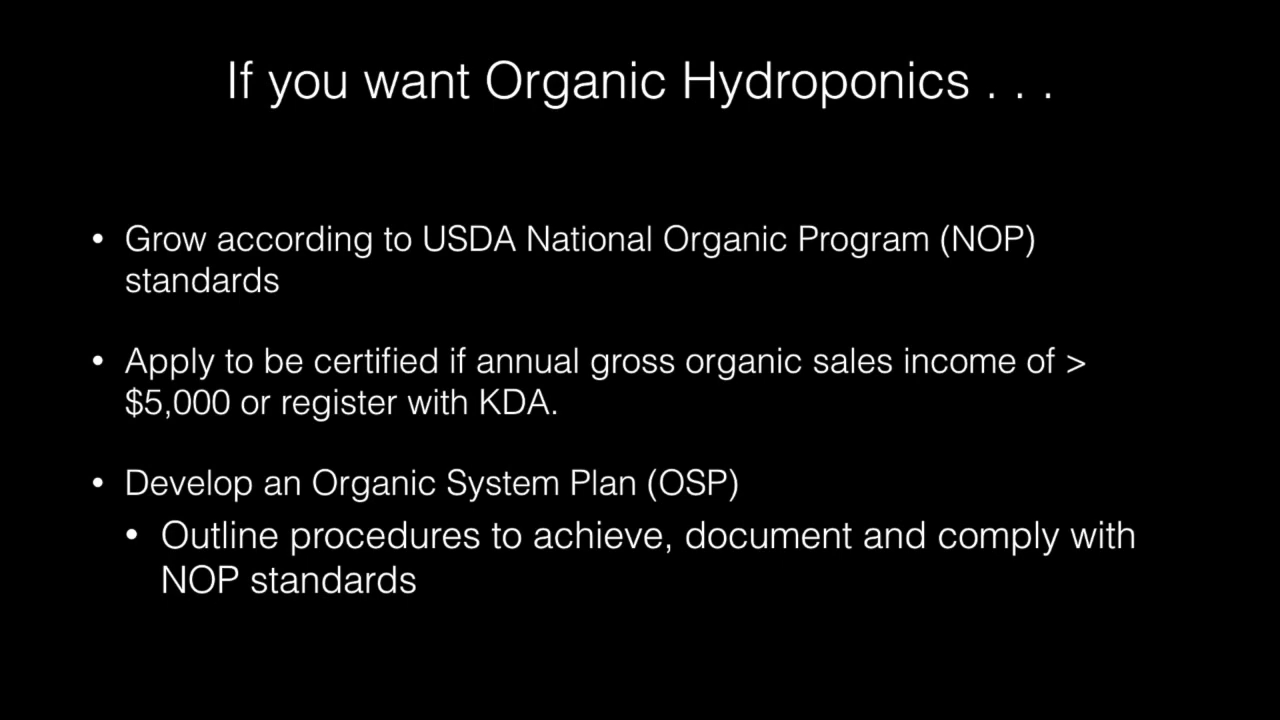 If you want Organic Hydroponics . . .
• Grow according to USDA National Organic Program (NOP)
standards
• Apply to be certified if annual gross organic sales income of >
$5,000 or register with KDA.
• Develop an Organic System Plan (OSP)
• Outline procedures to achieve, document and comply with
NOP standards